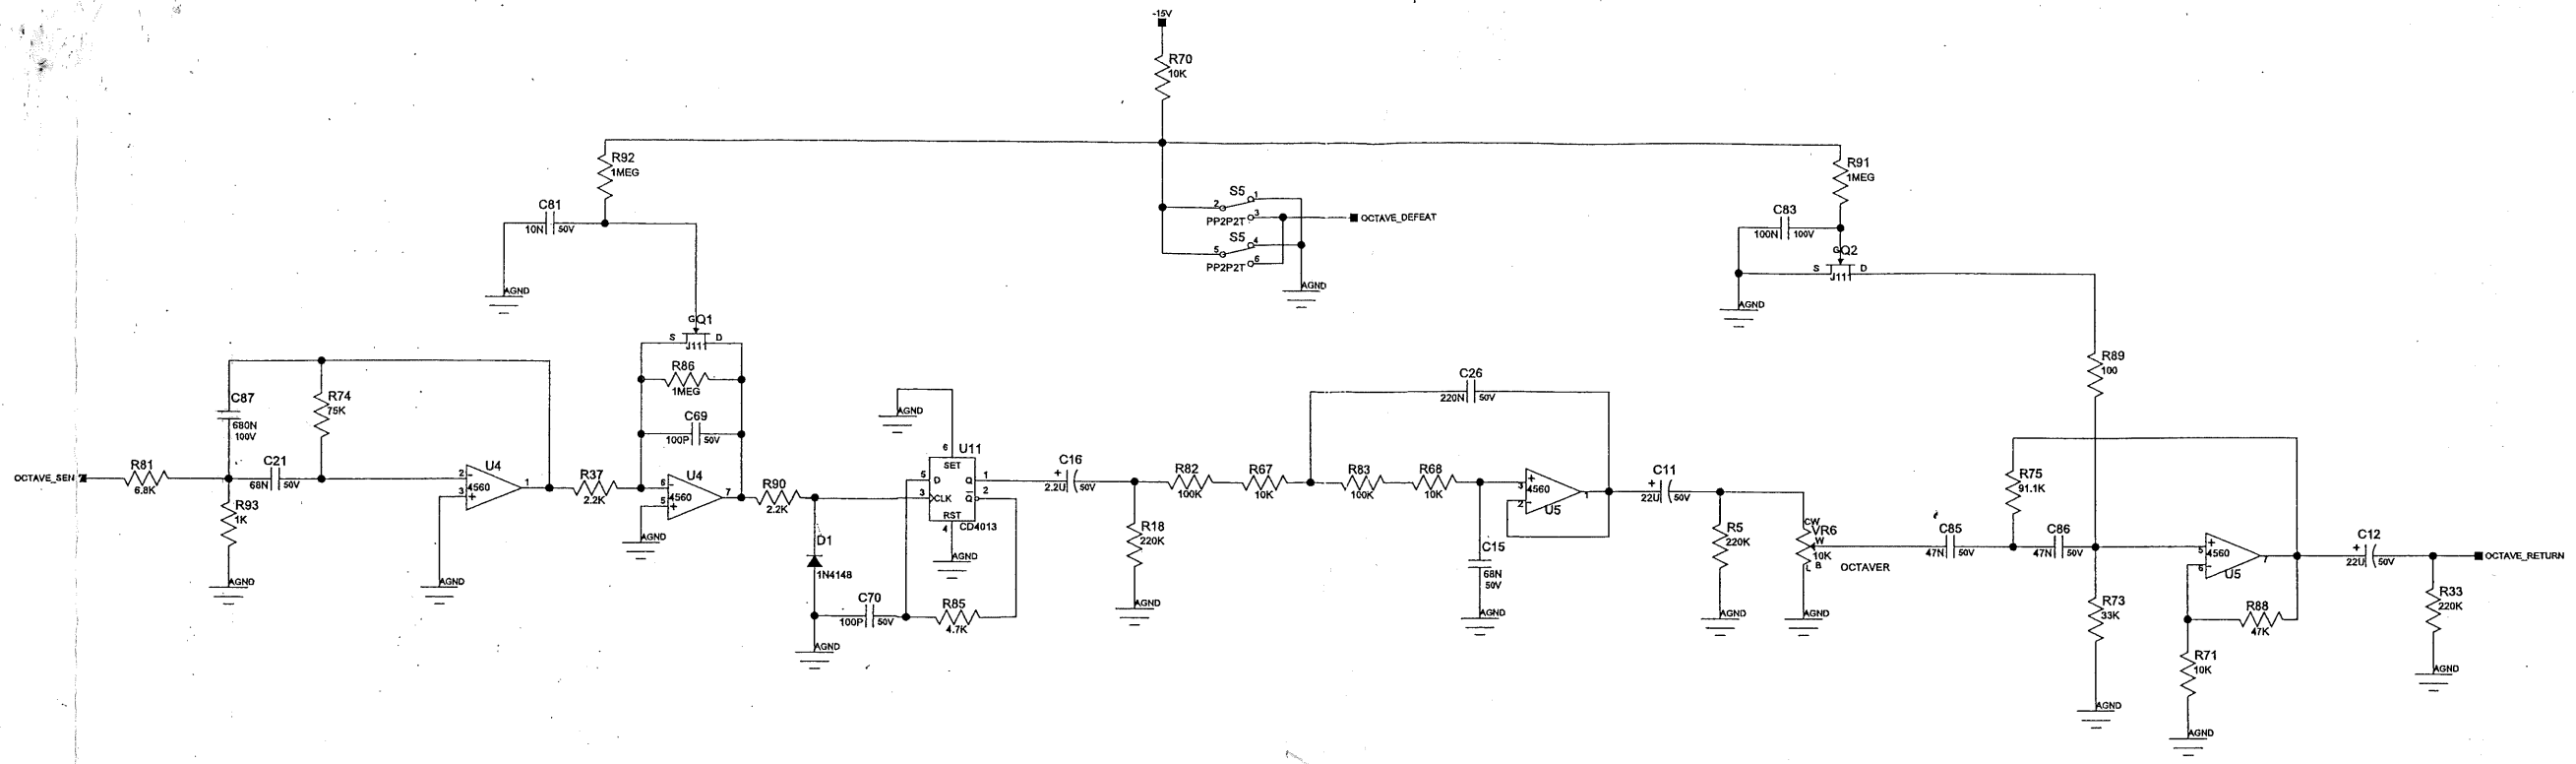 -15V
R70
10K
R92
1MEG
C81
10N 50V
AGND
S5
1
2
PP2P2T
3
OCTAVE_DEFEAT
S5
4
5
PP2P2T
6
AGND
R91
1MEG
C83
100N 100V
G Q2
S D
J111
AGND
G Q1
S D
J111
R86
1MEG
C69
100P 50V
R89
100
C87
680N
100V
R74
75K
OCTAVE_SEN
R81
6.8K
C21
68N 50V
R93
1K
AGND
U4
2
-
4560
3
+
1
AGND
R37
2.2K
U4
6
-
4560
5
+
7
AGND
R90
2.2K
D1
1N4148
AGND
C70
100P 50V
R85
4.7K
AGND
6
U11
SET
5
D
Q
1
3
CLK
Q
2
RST
4
CD4013
AGND
C16
+
2.2U 50V
R18
220K
AGND
R82
100K
R67
10K
R83
100K
R68
10K
C26
220N 50V
C15
68N
50V
AGND
+
3
4560
2
-
1
U5
C11
+
22U 50V
R5
220K
AGND
CW
VR6
W
10K
L B
OCTAVER
AGND
C85
47N 50V
R75
91.1K
C86
47N 50V
R73
33K
AGND
+
5
4560
6
-
7
U5
R88
47K
R71
10K
AGND
C12
+
22U 50V
OCTAVE_RETURN
R33
220K
AGND